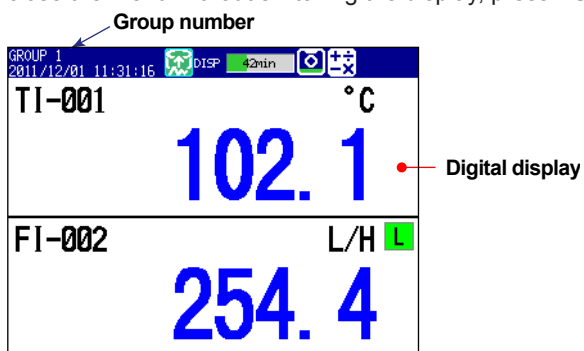 Group number
GROUP 1
2011/12/01 11:31:16 DISP 42min
TI-001 °C
102.1
Digital display
FI-002 L/H L
254.4